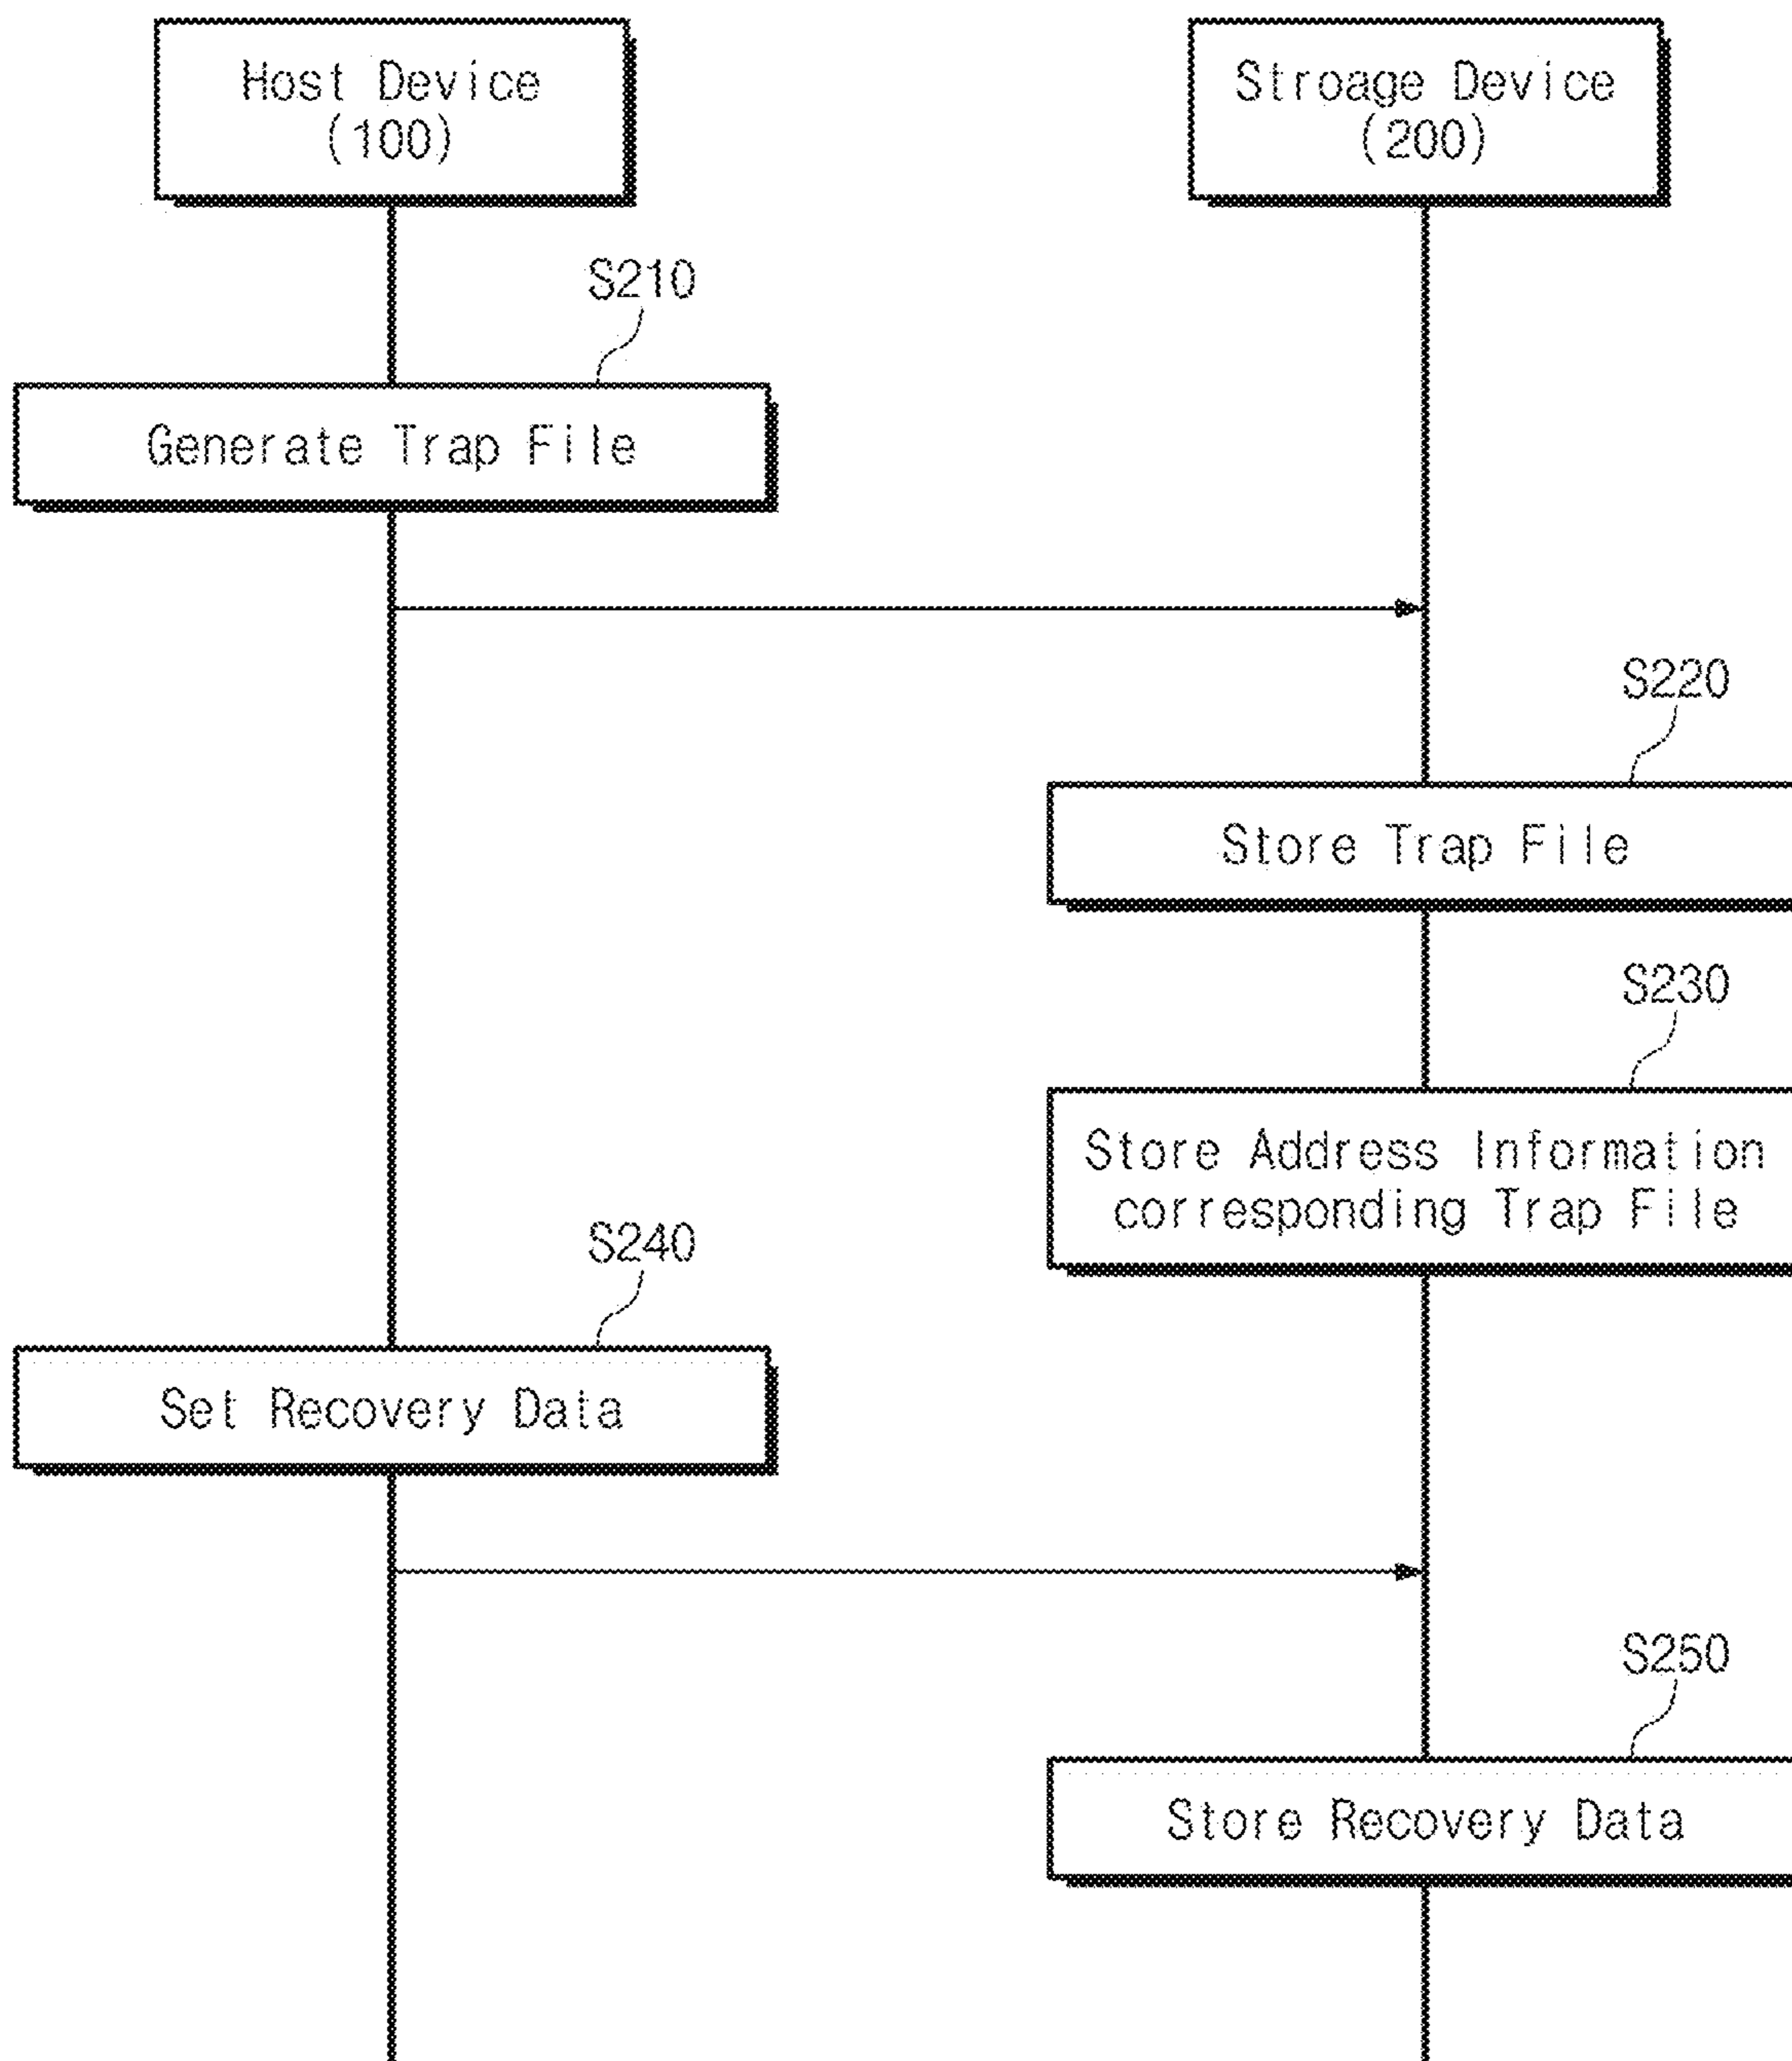 Host Device
(100)
Stroage Device
(200)
S210
Generate Trap File
S220
Store Trap File
S230
Store Address Information
corresponding Trap File
S240
Set Recovery Data
S250
Store Recovery Data